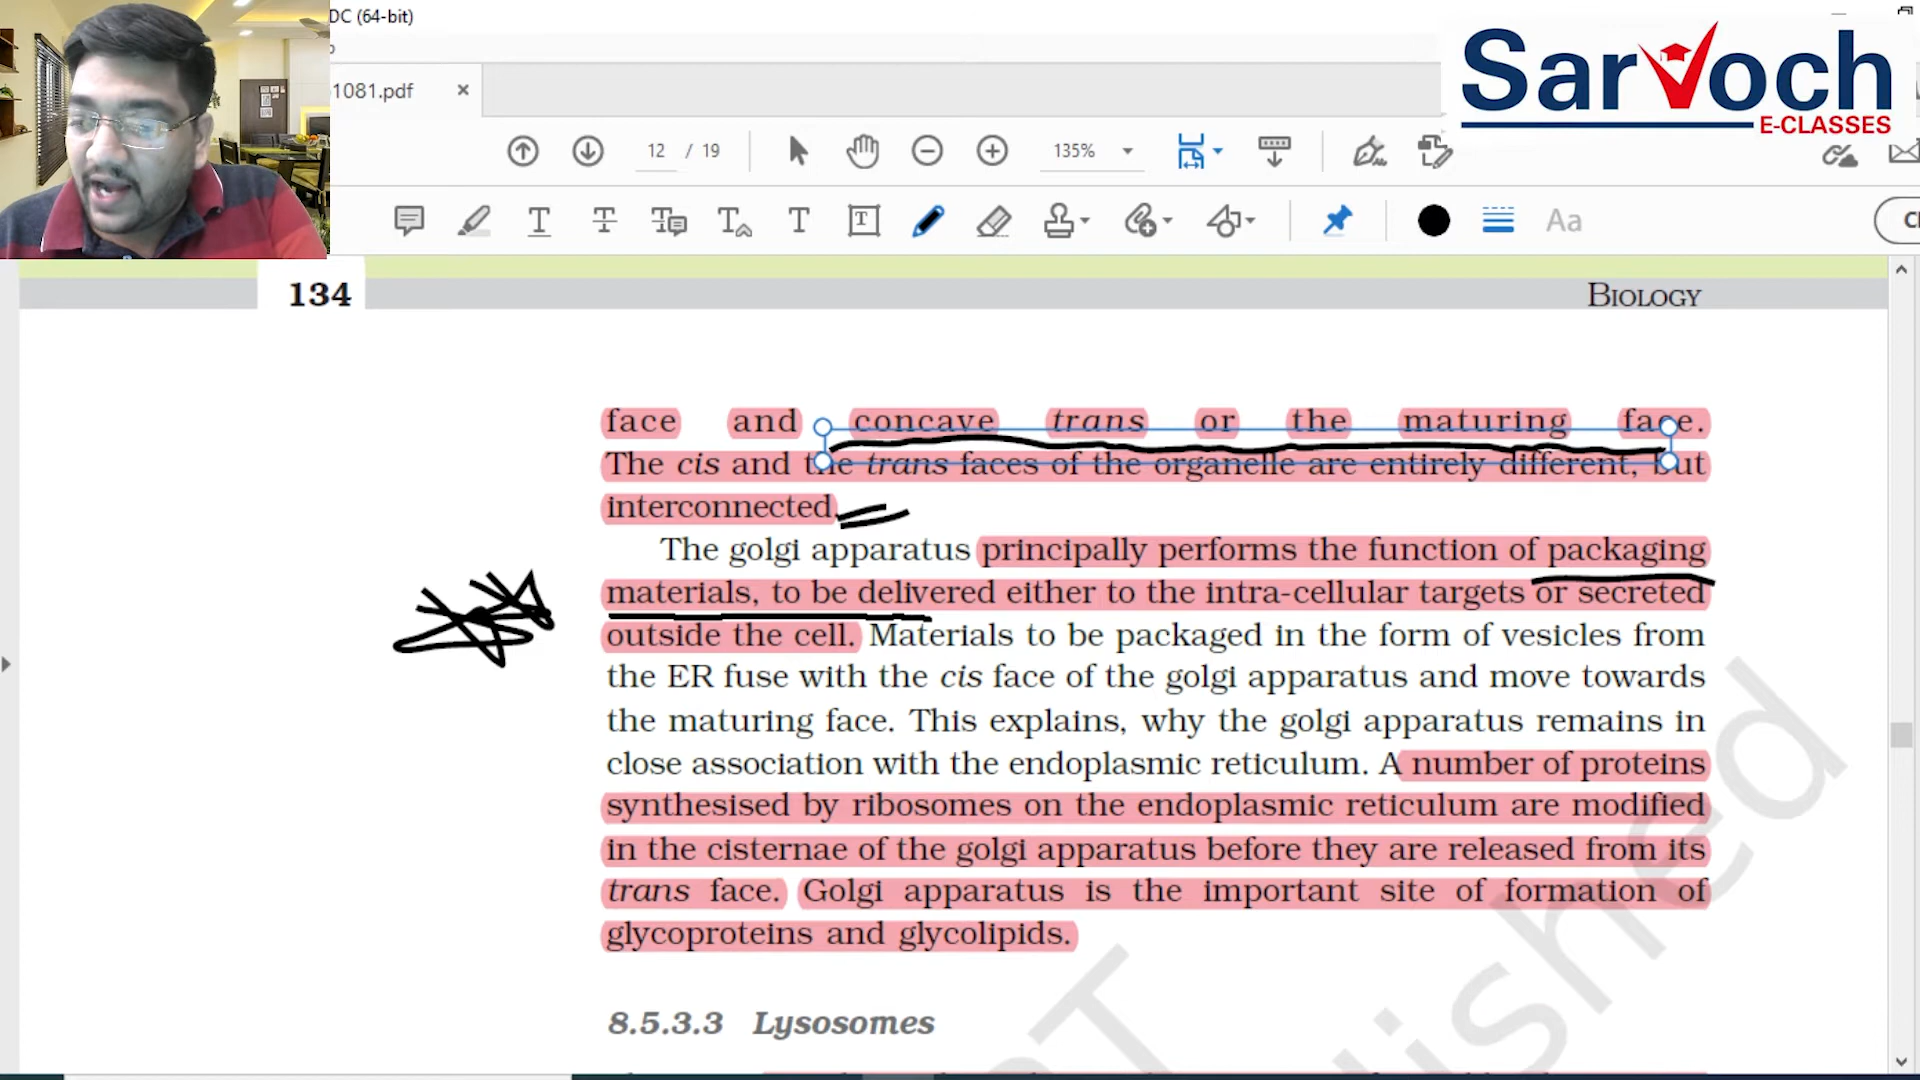 DC (64-bit)
1081.pdf
Sarvoch
E-CLASSES
12 / 19
135%
Aa
134
BIOLOGY
face and concave trans or the maturing face.
The cis and the trans faces of the organelle are entirely different, but
interconnected.
The golgi apparatus principally performs the function of packaging
materials, to be delivered either to the intra-cellular targets or secreted
outside the cell. Materials to be packaged in the form of vesicles from
the ER fuse with the cis face of the golgi apparatus and move towards
the maturing face. This explains, why the golgi apparatus remains in
close association with the endoplasmic reticulum. A number of proteins
synthesised by ribosomes on the endoplasmic reticulum are modified
in the cisternae of the golgi apparatus before they are released from its
trans face. Golgi apparatus is the important site of formation of
glycoproteins and glycolipids.
8.5.3.3 Lysosomes